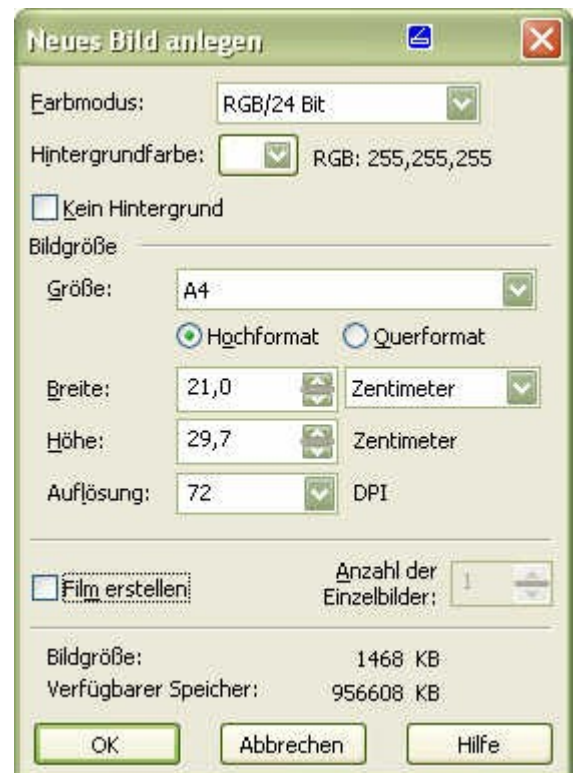 Neues Bild anlegen
Farbmodus: RGB/24 Bit
Hintergrundfarbe: RGB: 255,255,255
Kein Hintergrund
Bildgröße
Größe: A4
Hochformat Querformat
Breite: 21,0 Zentimeter
Höhe: 29,7 Zentimeter
Auflösung: 72 DPI
Film erstellen
Anzahl der
Einzelbilder: 1
Bildgröße: 1468 KB
Verfügbarer Speicher: 956608 KB
OK Abbrechen Hilfe